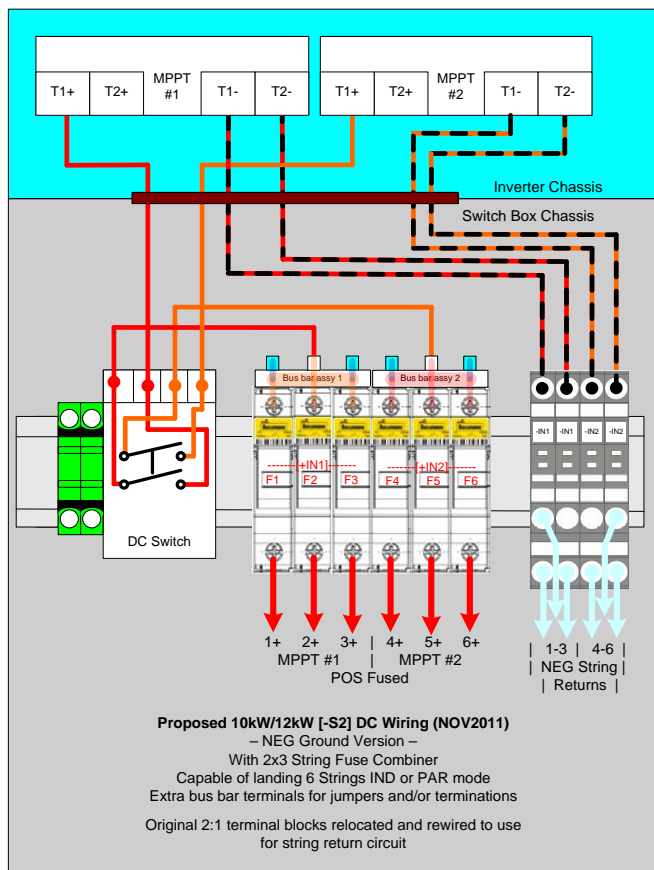 T1+ T2+ MPPT #1 T1- T2- T1+ T2+ MPPT #2 T1- T2-
Inverter Chassis
Switch Box Chassis
Bus bar assy 1 Bus bar assy 2
-IN1 -IN1 -IN2 -IN2
-------[+IN1]------- -------[+IN2]-------
F1 F2 F3 F4 F5 F6
DC Switch
1+ 2+ 3+ | 4+ 5+ 6+
MPPT #1 | MPPT #2
POS Fused
| 1-3 | 4-6 |
| NEG String |
| Returns |
Proposed 10kW/12kW [-S2] DC Wiring (NOV2011)
– NEG Ground Version –
With 2x3 String Fuse Combiner
Capable of landing 6 Strings IND or PAR mode
Extra bus bar terminals for jumpers and/or terminations
Original 2:1 terminal blocks relocated and rewired to use
for string return circuit